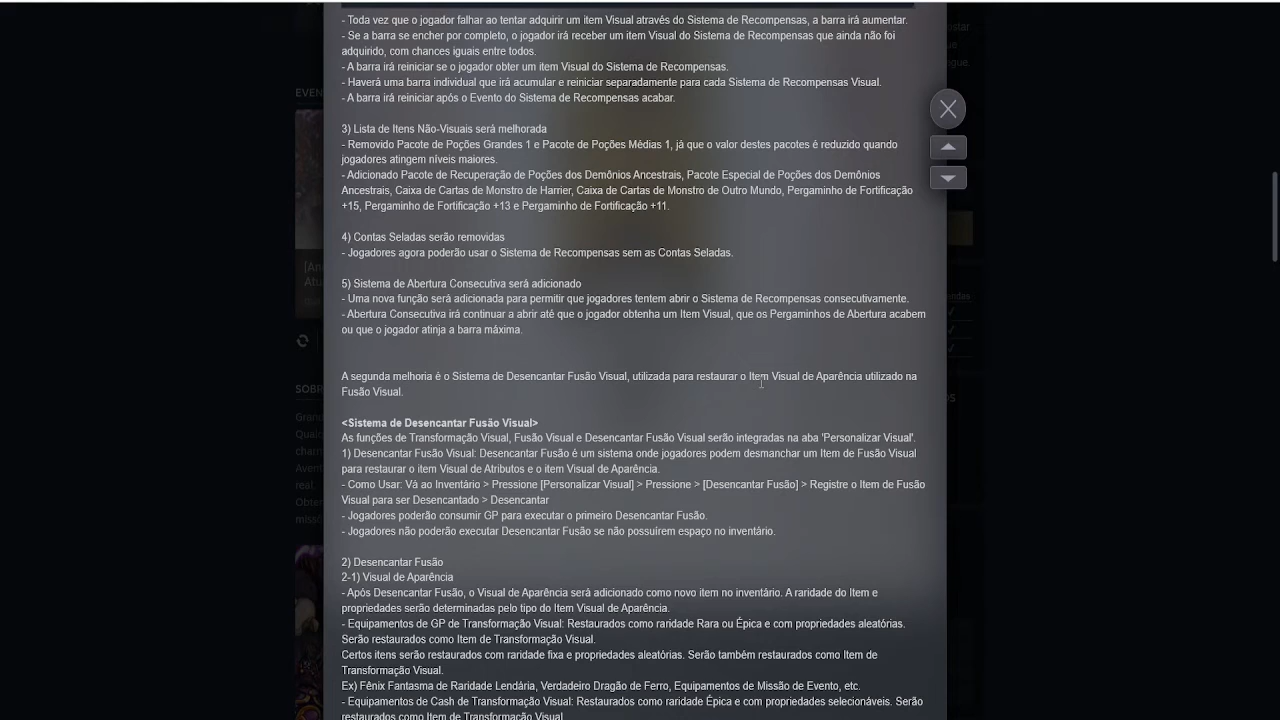 - Toda vez que o jogador falhar ao tentar adquirir um item Visual através do Sistema de Recompensas, a barra irá aumentar.
- Se a barra se encher por completo, o jogador irá receber um item Visual do Sistema de Recompensas que ainda não foi
adquirido, com chances iguais entre todos.
- A barra irá reiniciar se o jogador obter um item Visual do Sistema de Recompensas.
- Haverá uma barra individual que irá acumular e reiniciar separadamente para cada Sistema de Recompensas Visual.
- A barra irá reiniciar após o Evento do Sistema de Recompensas acabar.
EVEN
3) Lista de Itens Não-Visuais será melhorada
- Removido Pacote de Poções Grandes 1 e Pacote de Poções Médias 1, já que o valor destes pacotes é reduzido quando
jogadores atingem níveis maiores.
- Adicionado Pacote de Recuperação de Poções dos Demônios Ancestrais, Pacote Especial de Poções dos Demônios
Ancestrais, Caixa de Cartas de Monstro de Harrier, Caixa de Cartas de Monstro de Outro Mundo, Pergaminho de Fortificação
+15, Pergaminho de Fortificação +13 e Pergaminho de Fortificação +11.
4) Contas Seladas serão removidas
- Jogadores agora poderão usar o Sistema de Recompensas sem as Contas Seladas.
[An
Atu
5) Sistema de Abertura Consecutiva será adicionado
- Uma nova função será adicionada para permitir que jogadores tentem abrir o Sistema de Recompensas consecutivamente.
- Abertura Consecutiva irá continuar a abrir até que o jogador obtenha um Item Visual, que os Pergaminhos de Abertura acabem
ou que o jogador atinja a barra máxima.
A segunda melhoria é o Sistema de Desencantar Fusão Visual, utilizada para restaurar o Item Visual de Aparência utilizado na
Fusão Visual.
SOBR
<Sistema de Desencantar Fusão Visual>
As funções de Transformação Visual, Fusão Visual e Desencantar Fusão Visual serão integradas na aba 'Personalizar Visual'.
1) Desencantar Fusão Visual: Desencantar Fusão é um sistema onde jogadores podem desmanchar um Item de Fusão Visual
para restaurar o item Visual de Atributos e o item Visual de Aparência.
- Como Usar: Vá ao Inventário > Pressione [Personalizar Visual] > Pressione > [Desencantar Fusão] > Registre o Item de Fusão
Visual para ser Desencantado > Desencantar
- Jogadores poderão consumir GP para executar o primeiro Desencantar Fusão.
- Jogadores não poderão executar Desencantar Fusão se não possuírem espaço no inventário.
2) Desencantar Fusão
2-1) Visual de Aparência
- Após Desencantar Fusão, o Visual de Aparência será adicionado como novo item no inventário. A raridade do Item e
propriedades serão determinadas pelo tipo do Item Visual de Aparência.
- Equipamentos de GP de Transformação Visual: Restaurados como raridade Rara ou Épica e com propriedades aleatórias.
Serão restaurados como Item de Transformação Visual.
Certos itens serão restaurados com raridade fixa e propriedades aleatórias. Serão também restaurados como Item de
Transformação Visual.
Ex) Fênix Fantasma de Raridade Lendária, Verdadeiro Dragão de Ferro, Equipamentos de Missão de Evento, etc.
- Equipamentos de Cash de Transformação Visual: Restaurados como raridade Épica e com propriedades selecionáveis. Serão
restaurados como Item de Transformação Visual